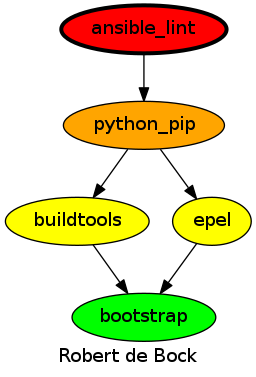 ansible_lint
python_pip
buildtools
epel
bootstrap
Robert de Bock